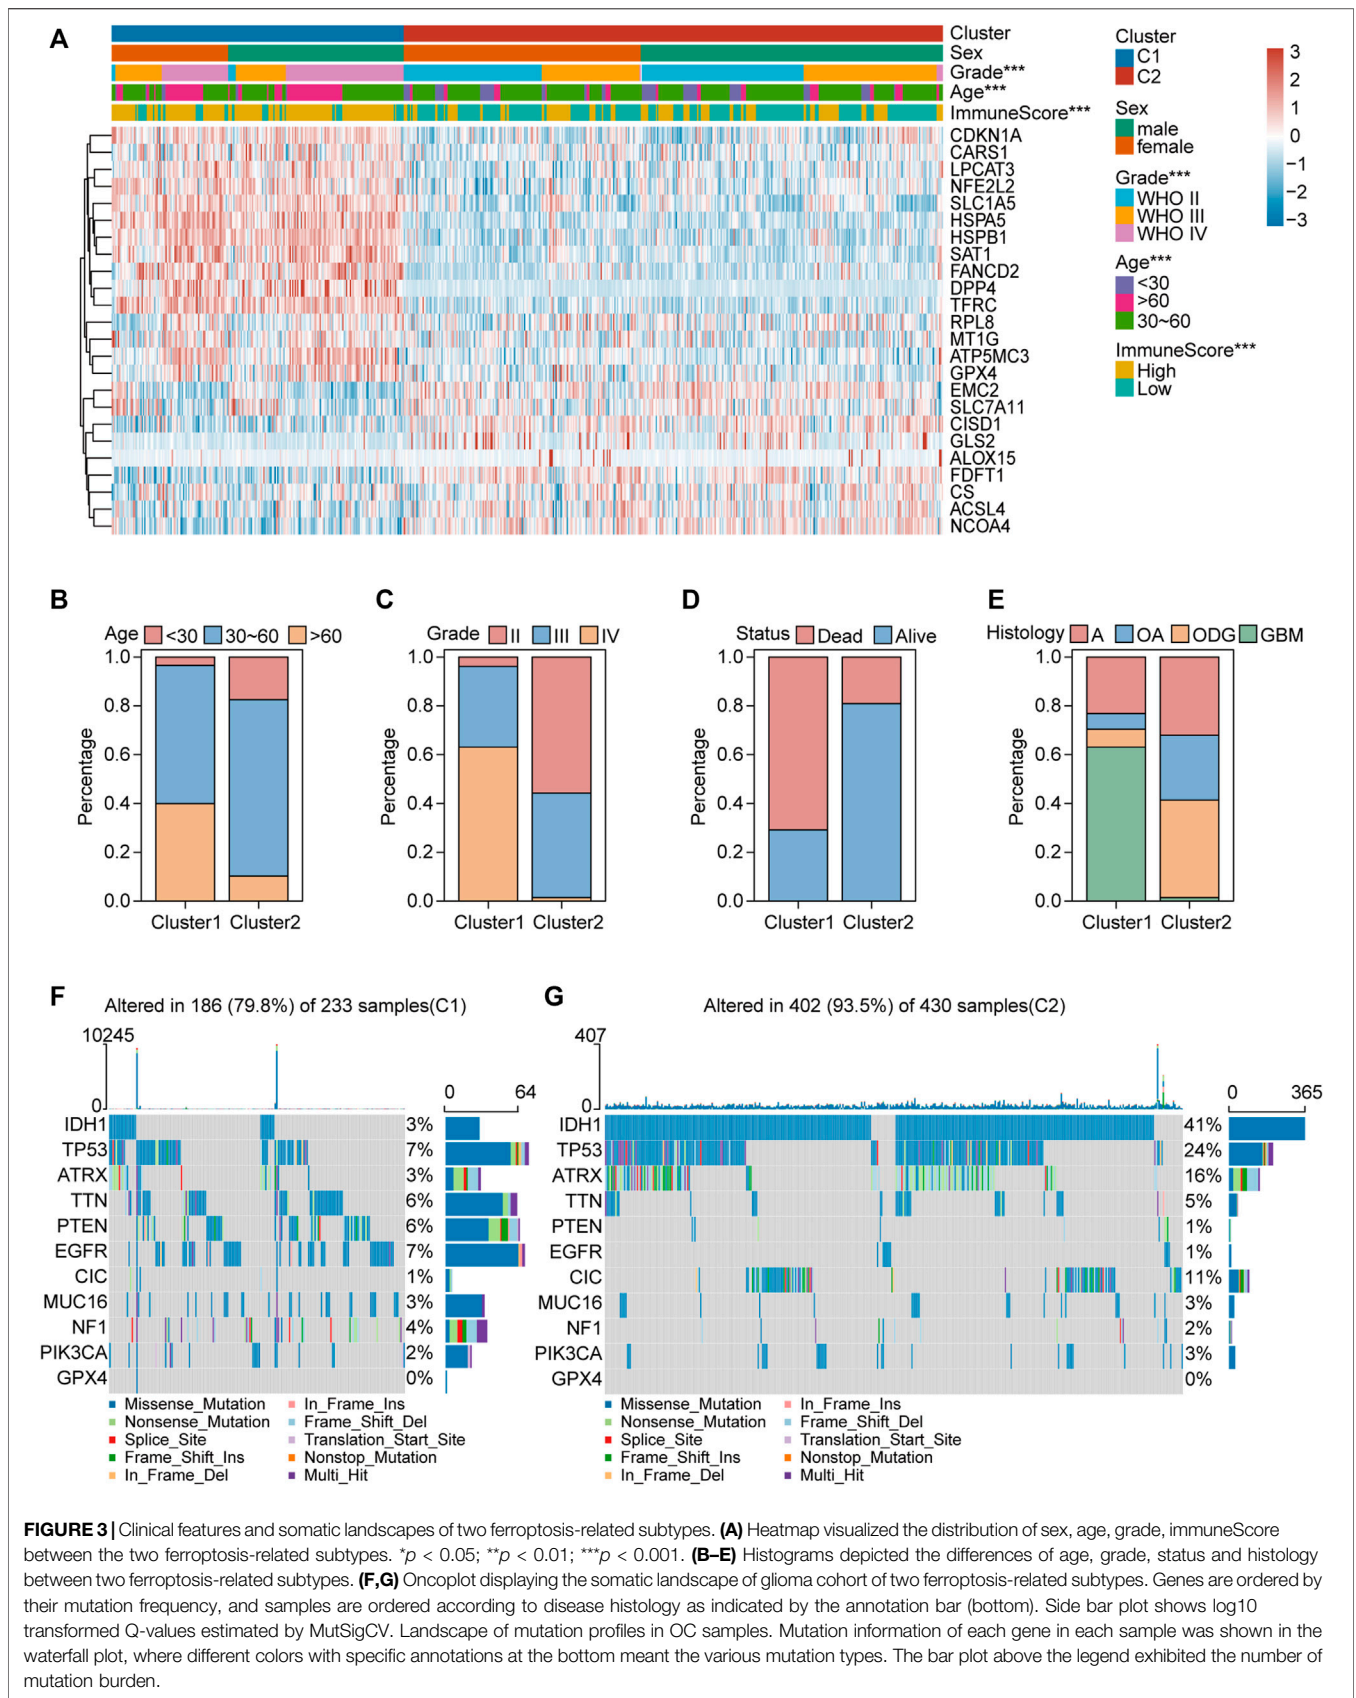 A
Cluster
Sex
Grade***
Age***
ImmuneScore***
CDKN1A
CARS1
LPCAT3
NFE2L2
SLC1A5
HSPA5
HSPB1
SAT1
FANCD2
DPP4
TFRC
RPL8
MT1G
ATP5MC3
GPX4
EMC2
SLC7A11
CISD1
GLS2
ALOX15
FDFT1
CS
ACSL4
NCOA4
Cluster
C1
C2
Sex
male
female
Grade***
WHO II
WHO III
WHO IV
Age***
<30
>60
30~60
ImmuneScore***
High
Low
3
2
1
0
−1
−2
−3
B
Age <30 30~60 >60
1.0
0.8
0.6
0.4
0.2
0.0
Percentage
Cluster1 Cluster2
C
Grade II III IV
1.0
0.8
0.6
0.4
0.2
0.0
Percentage
Cluster1 Cluster2
D
Status Dead Alive
1.0
0.8
0.6
0.4
0.2
0.0
Percentage
Cluster1 Cluster2
E
Histology A OA ODG GBM
1.0
0.8
0.6
0.4
0.2
0.0
Percentage
Cluster1 Cluster2
F
Altered in 186 (79.8%) of 233 samples(C1)
10245
0
0 64
IDH1 3%
TP53 7%
ATRX 3%
TTN 6%
PTEN 6%
EGFR 7%
CIC 1%
MUC16 3%
NF1 4%
PIK3CA 2%
GPX4 0%
Missense_Mutation In_Frame_Ins
Nonsense_Mutation Frame_Shift_Del
Splice_Site Translation_Start_Site
Frame_Shift_Ins Nonstop_Mutation
In_Frame_Del Multi_Hit
G
Altered in 402 (93.5%) of 430 samples(C2)
407
0
0 365
IDH1 41%
TP53 24%
ATRX 16%
TTN 5%
PTEN 1%
EGFR 1%
CIC 11%
MUC16 3%
NF1 2%
PIK3CA 3%
GPX4 0%
Missense_Mutation In_Frame_Ins
Nonsense_Mutation Frame_Shift_Del
Splice_Site Translation_Start_Site
Frame_Shift_Ins Nonstop_Mutation
In_Frame_Del Multi_Hit
FIGURE 3 | Clinical features and somatic landscapes of two ferroptosis-related subtypes. (A) Heatmap visualized the distribution of sex, age, grade, immuneScore
between the two ferroptosis-related subtypes. *p < 0.05; **p < 0.01; ***p < 0.001. (B–E) Histograms depicted the differences of age, grade, status and histology
between two ferroptosis-related subtypes. (F,G) Oncoplot displaying the somatic landscape of glioma cohort of two ferroptosis-related subtypes. Genes are ordered by
their mutation frequency, and samples are ordered according to disease histology as indicated by the annotation bar (bottom). Side bar plot shows log10
transformed Q-values estimated by MutSigCV. Landscape of mutation profiles in OC samples. Mutation information of each gene in each sample was shown in the
waterfall plot, where different colors with specific annotations at the bottom meant the various mutation types. The bar plot above the legend exhibited the number of
mutation burden.